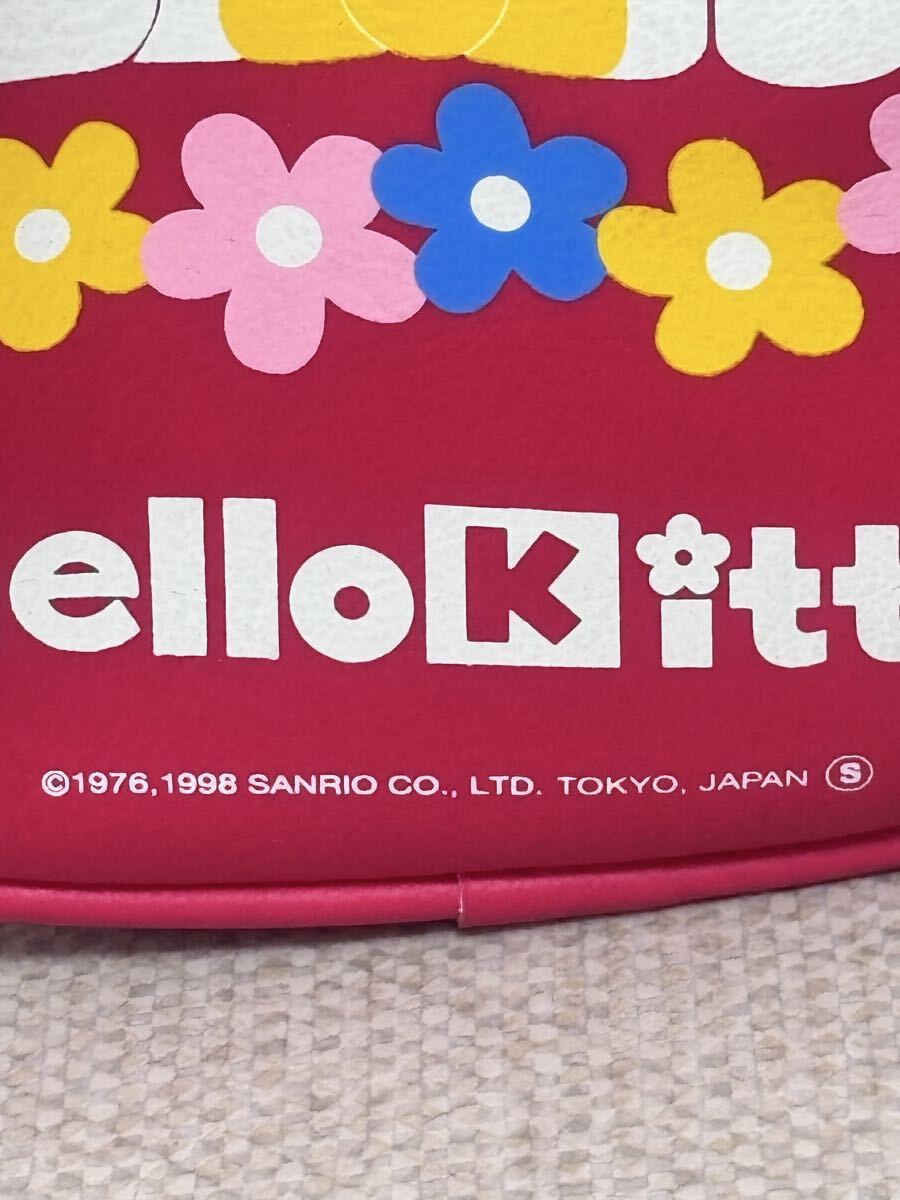 elloKitt
©1976,1998 SANRIO CO., LTD. TOKYO, JAPAN Ⓢ